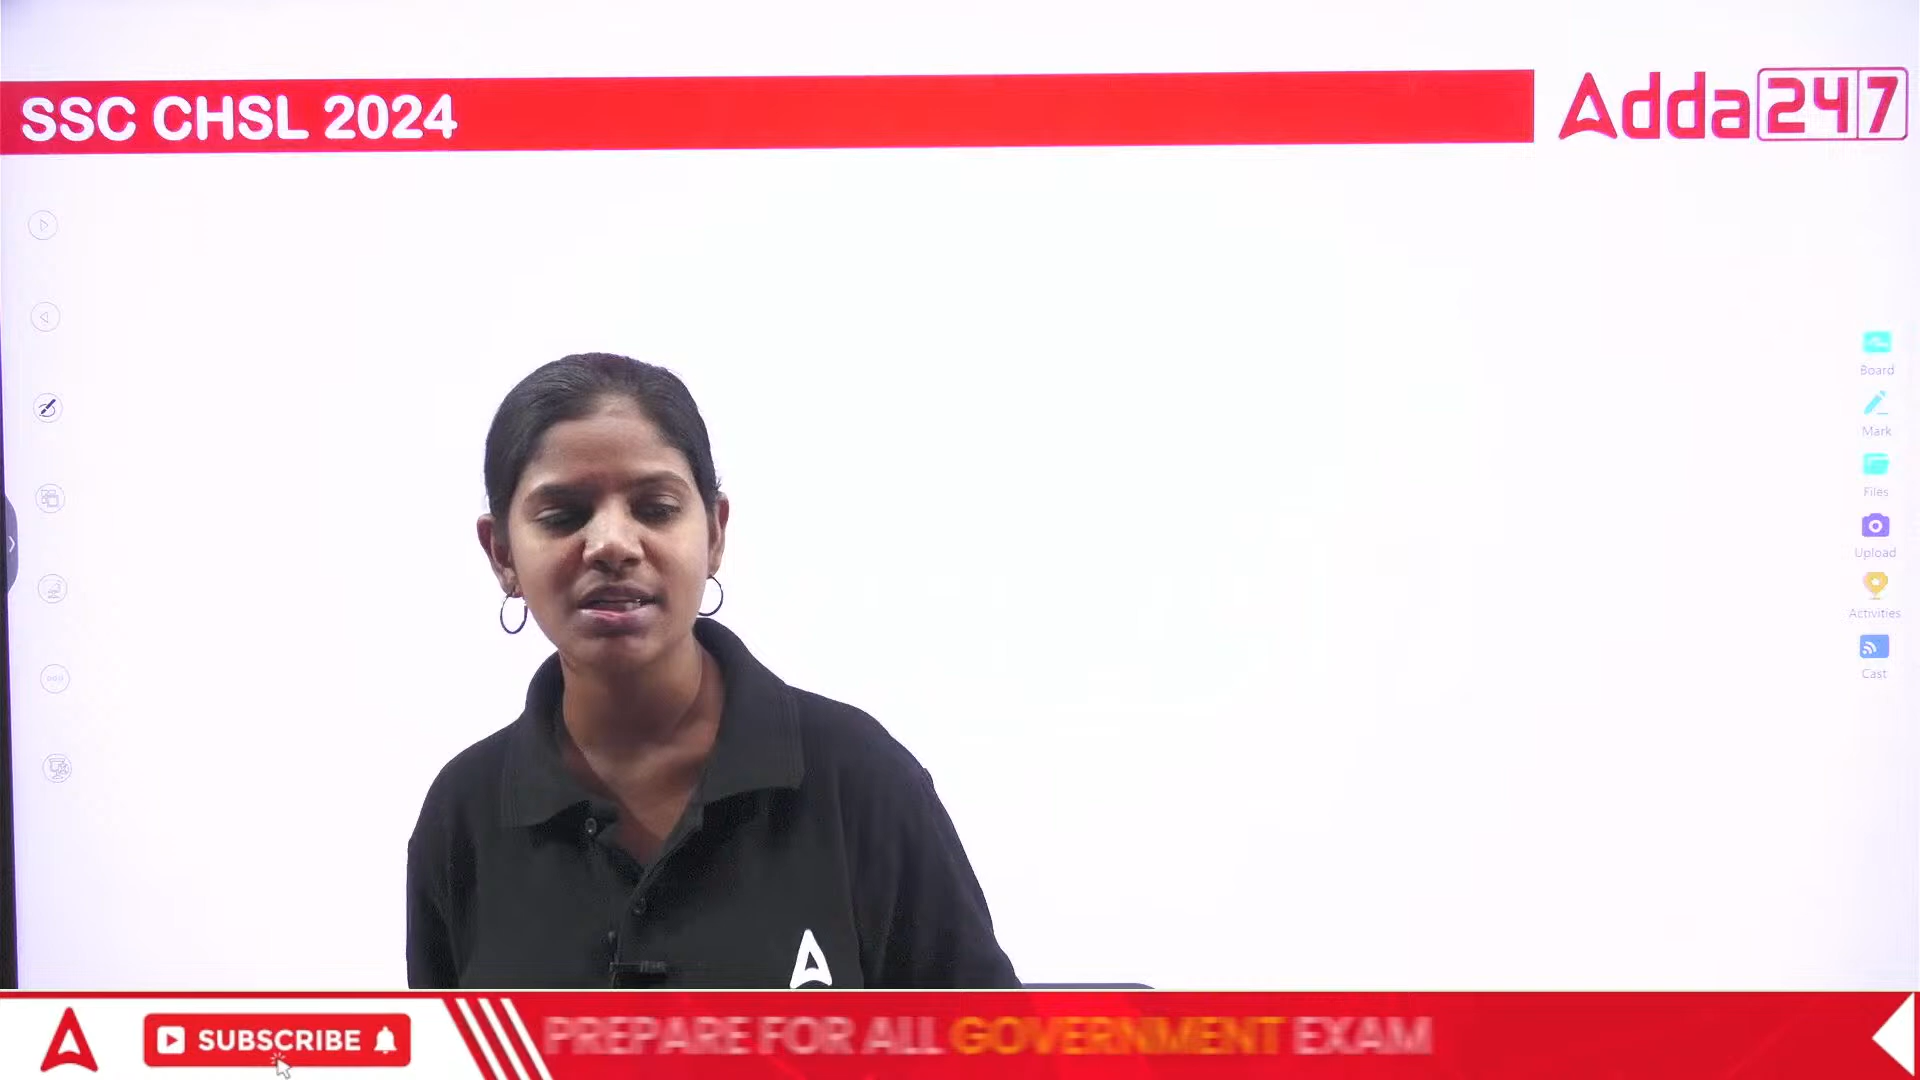 SSC CHSL 2024
Adda247
Board
Mark
Files
Upload
Activities
Cast
SUBSCRIBE
PREPARE FOR ALL GOVERNMENT EXAM